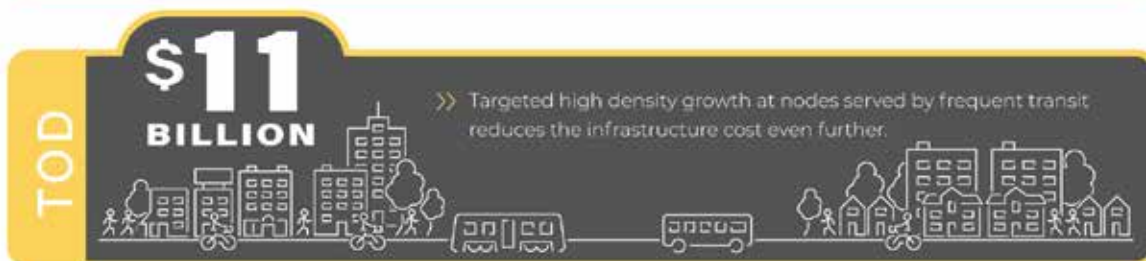 TOD
$11
BILLION
>> Targeted high density growth at nodes served by frequent transit
reduces the infrastructure cost even further.